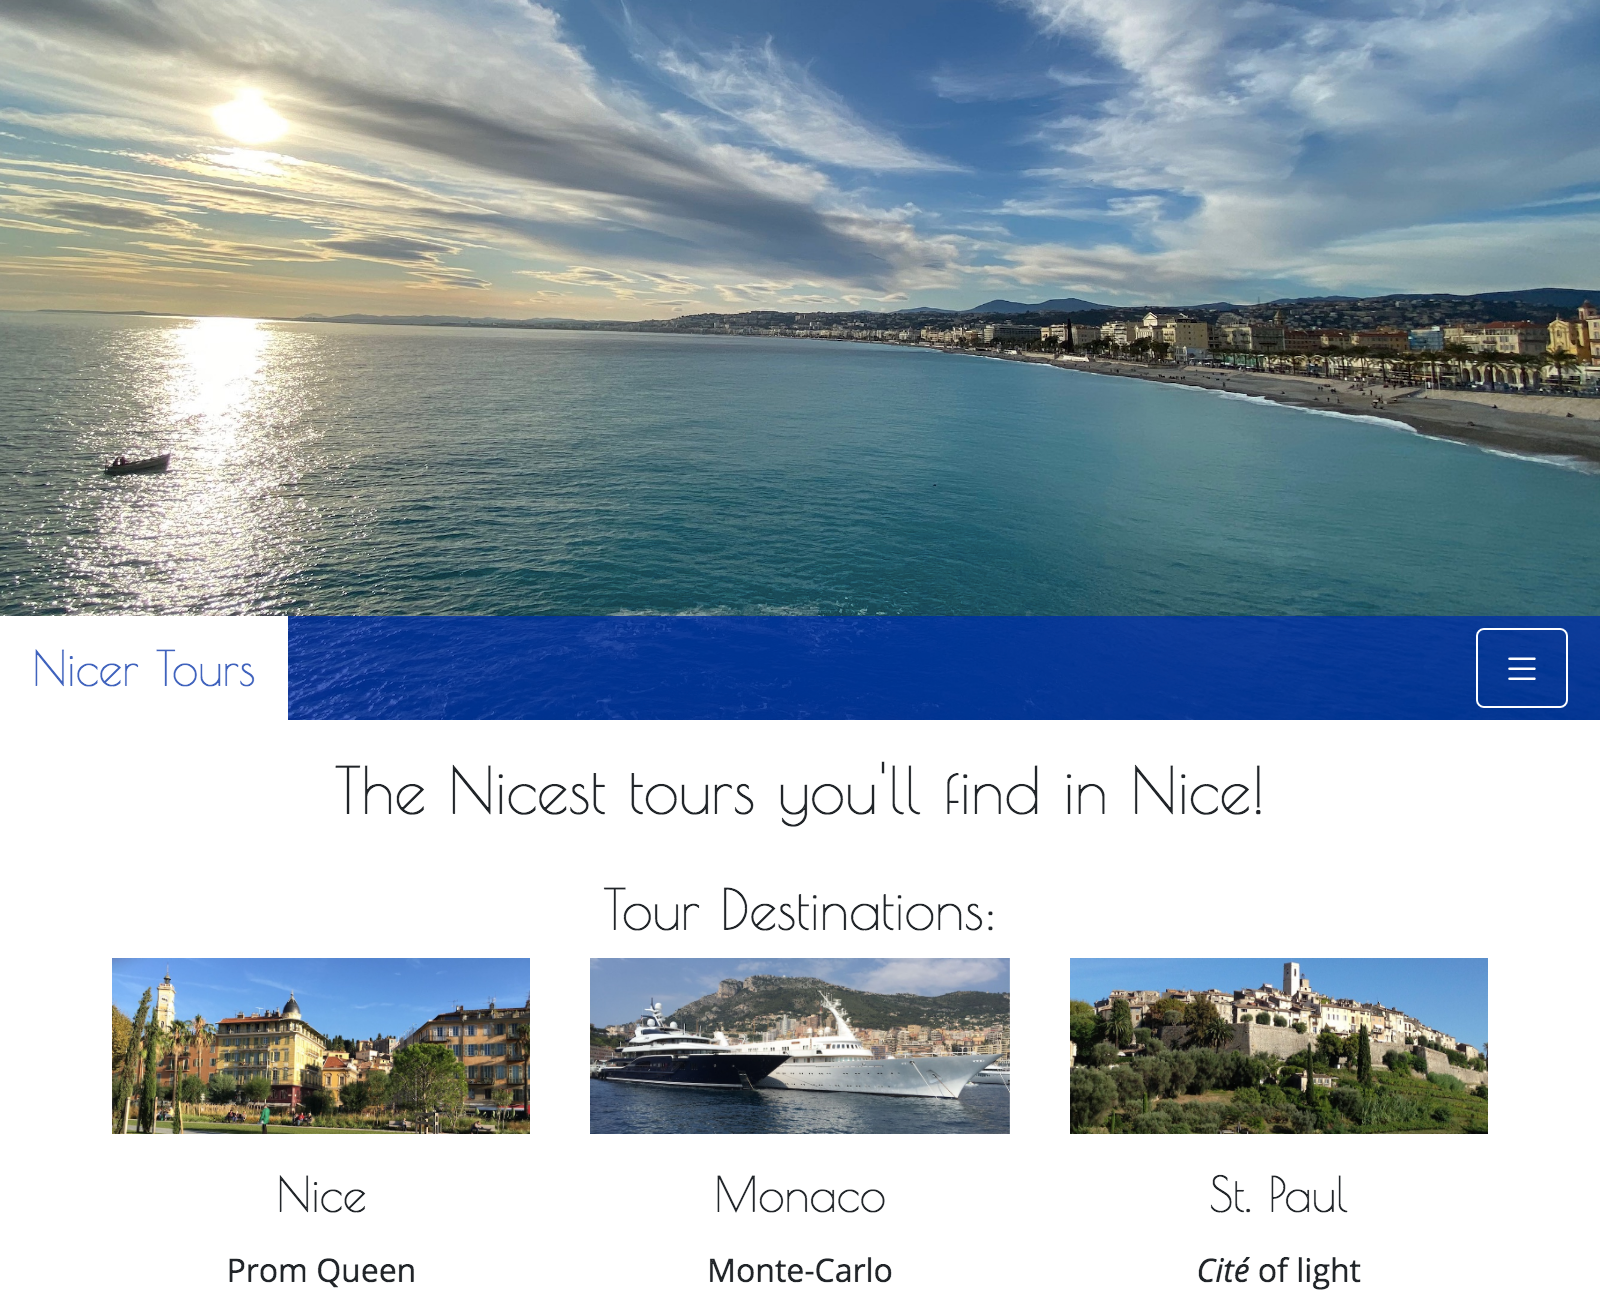 Nicer Tours
The Nicest tours you'll find in Nice!
Tour Destinations:
Nice
Monaco
St. Paul
Prom Queen
Monte-Carlo
Cité of light